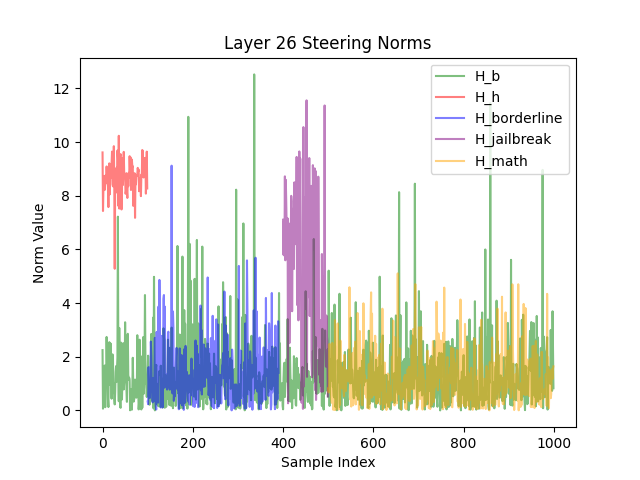 Layer 26 Steering Norms
H_b
H_h
H_borderline
H_jailbreak
H_math
Norm Value
12
10
8
6
4
2
0
0 200 400 600 800 1000
Sample Index